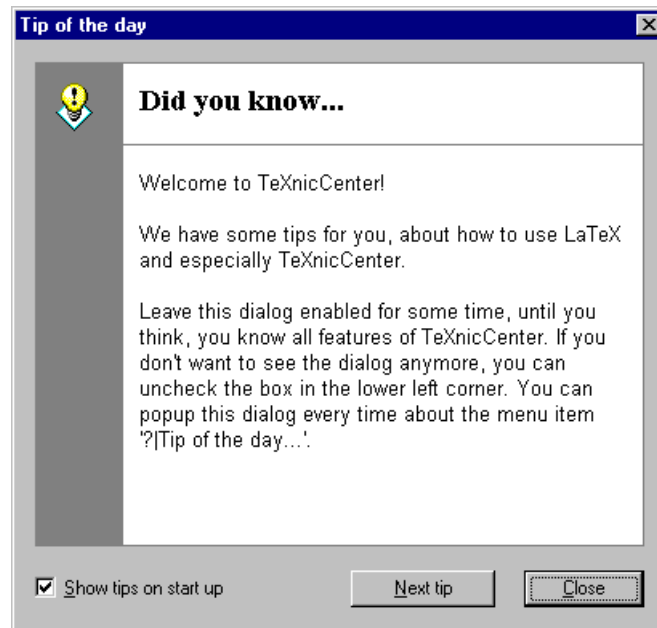 Tip of the day
Did you know...
Welcome to TeXnicCenter!
We have some tips for you, about how to use LaTeX
and especially TeXnicCenter.
Leave this dialog enabled for some time, until you
think, you know all features of TeXnicCenter. If you
don't want to see the dialog anymore, you can
uncheck the box in the lower left corner. You can
popup this dialog every time about the menu item
'?|Tip of the day...'.
Show tips on start up
Next tip
Close